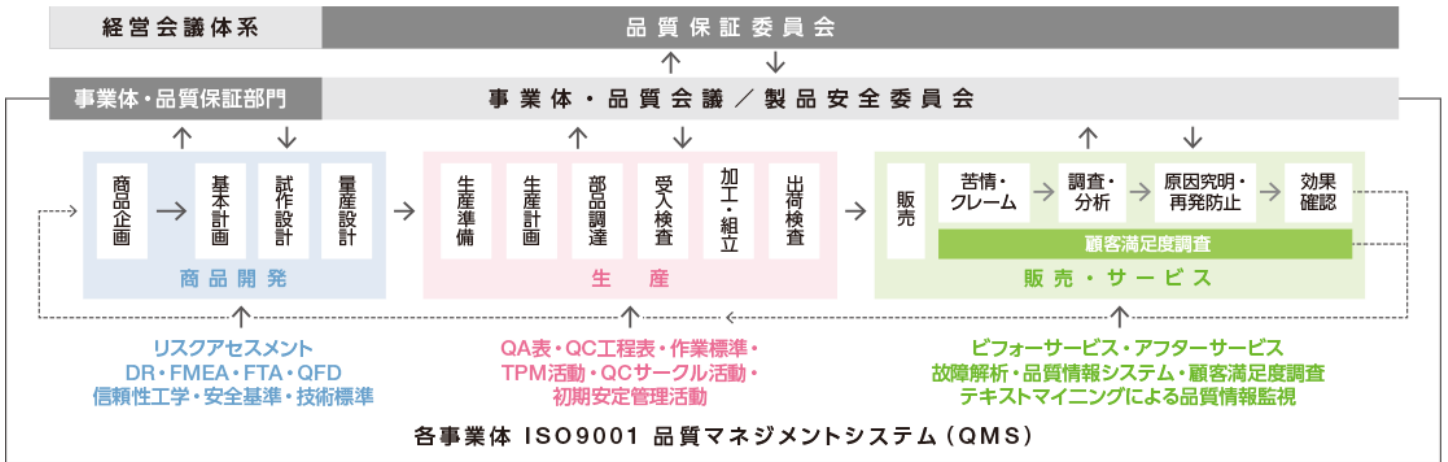 経営会議体系
品質保証委員会
事業体・品質保証部門
事業体・品質会議／製品安全委員会
商品企画
基本計画
試作設計
量産設計
商品開発
生産準備
生産計画
部品調達
受入検査
加工・組立
出荷検査
生産
販売
苦情・
クレーム
調査・
分析
原因究明・
再発防止
効果
確認
顧客満足度調査
販売・サービス
リスクアセスメント
DR・FMEA・FTA・QFD
信頼性工学・安全基準・技術標準
QA表・QC工程表・作業標準・
TPM活動・QCサークル活動・
初期安定管理活動
ビフォーサービス・アフターサービス
故障解析・品質情報システム・顧客満足度調査
テキストマイニングによる品質情報監視
各事業体 ISO9001 品質マネジメントシステム（QMS）